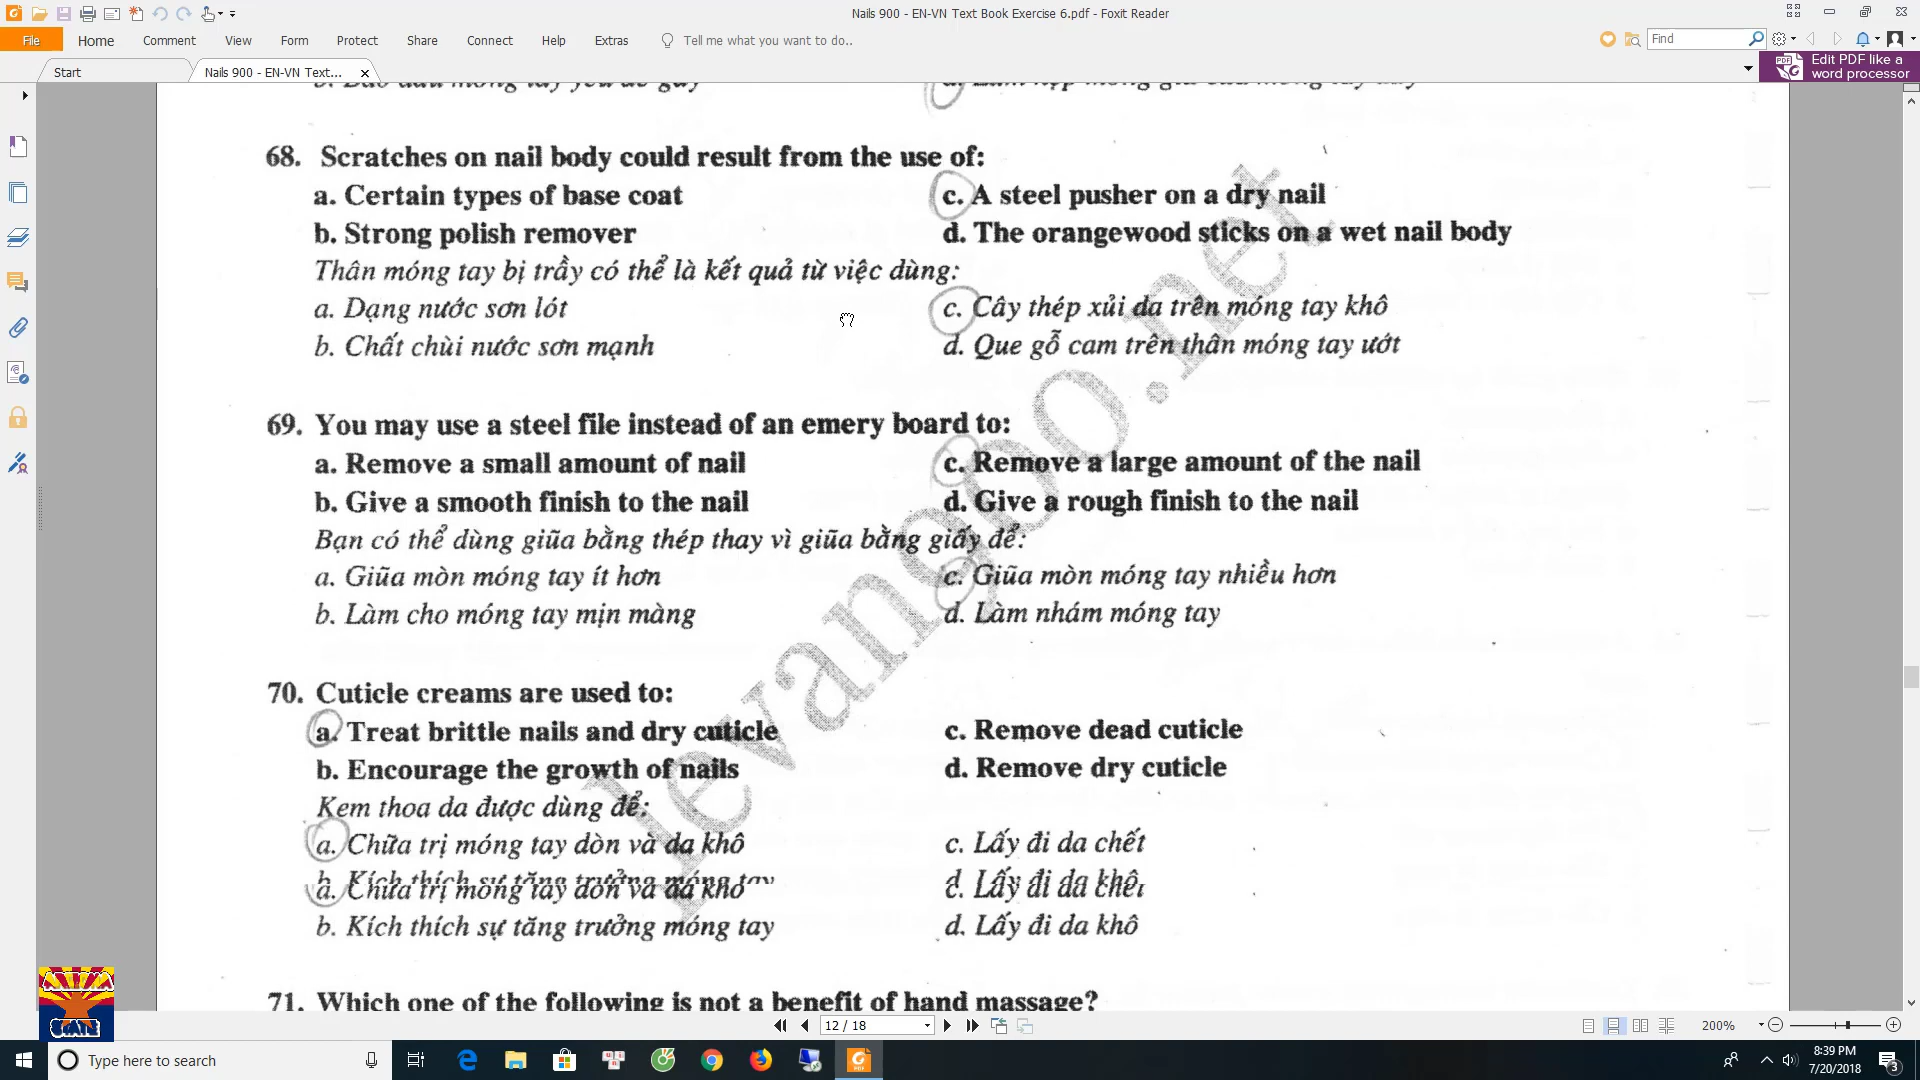 Nails 900 - EN-VN Text Book Exercise 6.pdf - Foxit Reader
File Home Comment View Form Protect Share Connect Help Extras Tell me what you want to do.. Find
Start Nails 900 - EN-VN Text... Edit PDF like a
word processor
68. Scratches on nail body could result from the use of:
a. Certain types of base coat c. A steel pusher on a dry nail
b. Strong polish remover d. The orangewood sticks on a wet nail body
Thân móng tay bị trầy có thể là kết quả từ việc dùng:
a. Dạng nước sơn lót c. Cây thép xủi da trên móng tay khô
b. Chất chùi nước sơn mạnh d. Que gỗ cam trên thân móng tay ướt
69. You may use a steel file instead of an emery board to:
a. Remove a small amount of nail c. Remove a large amount of the nail
b. Give a smooth finish to the nail d. Give a rough finish to the nail
Bạn có thể dùng giũa bằng thép thay vì giũa bằng giấy để:
a. Giũa mòn móng tay ít hơn c. Giũa mòn móng tay nhiều hơn
b. Làm cho móng tay mịn màng d. Làm nhám móng tay
70. Cuticle creams are used to:
a. Treat brittle nails and dry cuticle c. Remove dead cuticle
b. Encourage the growth of nails d. Remove dry cuticle
Kem thoa da được dùng để:
a. Chữa trị móng tay dòn và da khô c. Lấy đi da chết
b. Kích thích sự tăng trưởng móng tay d. Lấy đi da khô
71. Which one of the following is not a benefit of hand massage?
levangoo.net
ARIZONA
STATE
12 / 18 200%
Type here to search 8:39 PM
7/20/2018
3